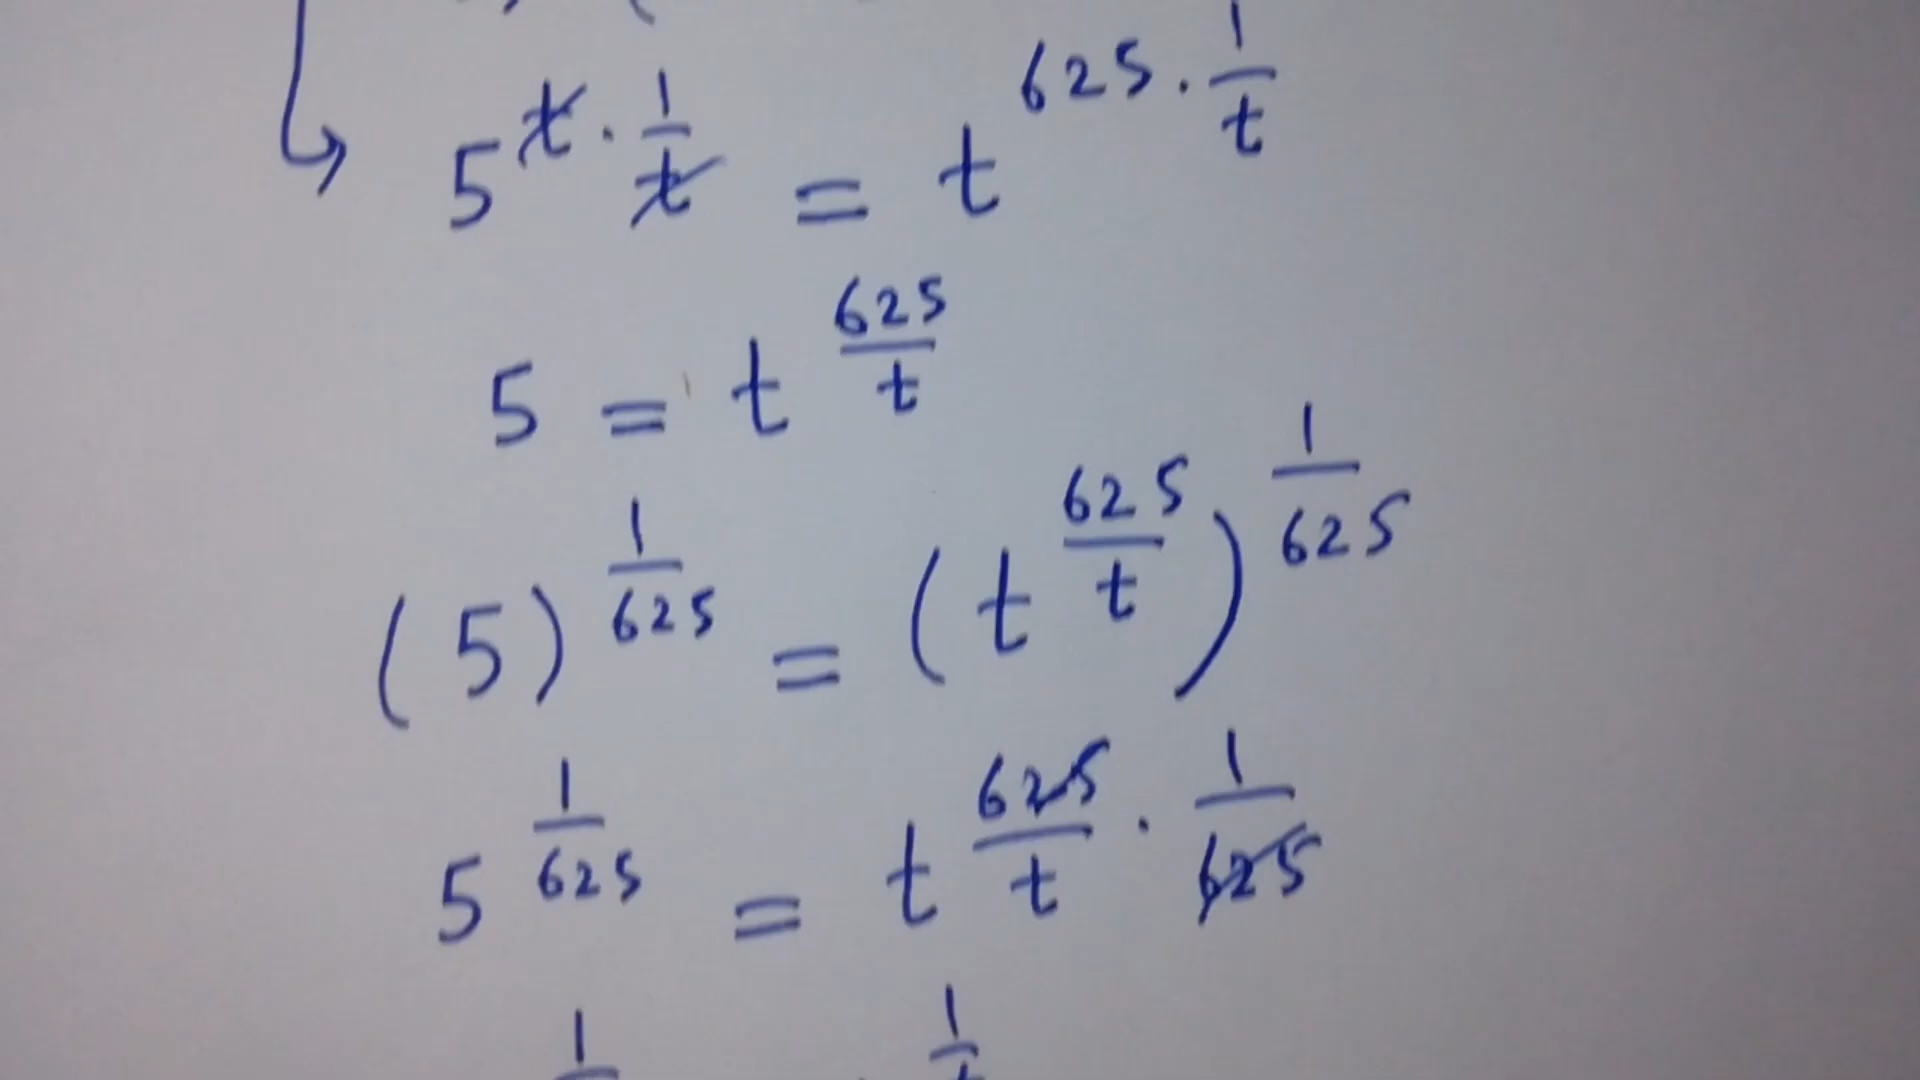 5^{t · 1/t} = t^{625 · 1/t}
5 = t^{625/t}
(5)^{1/625} = (t^{625/t})^{1/625}
5^{1/625} = t^{625/t · 1/625}